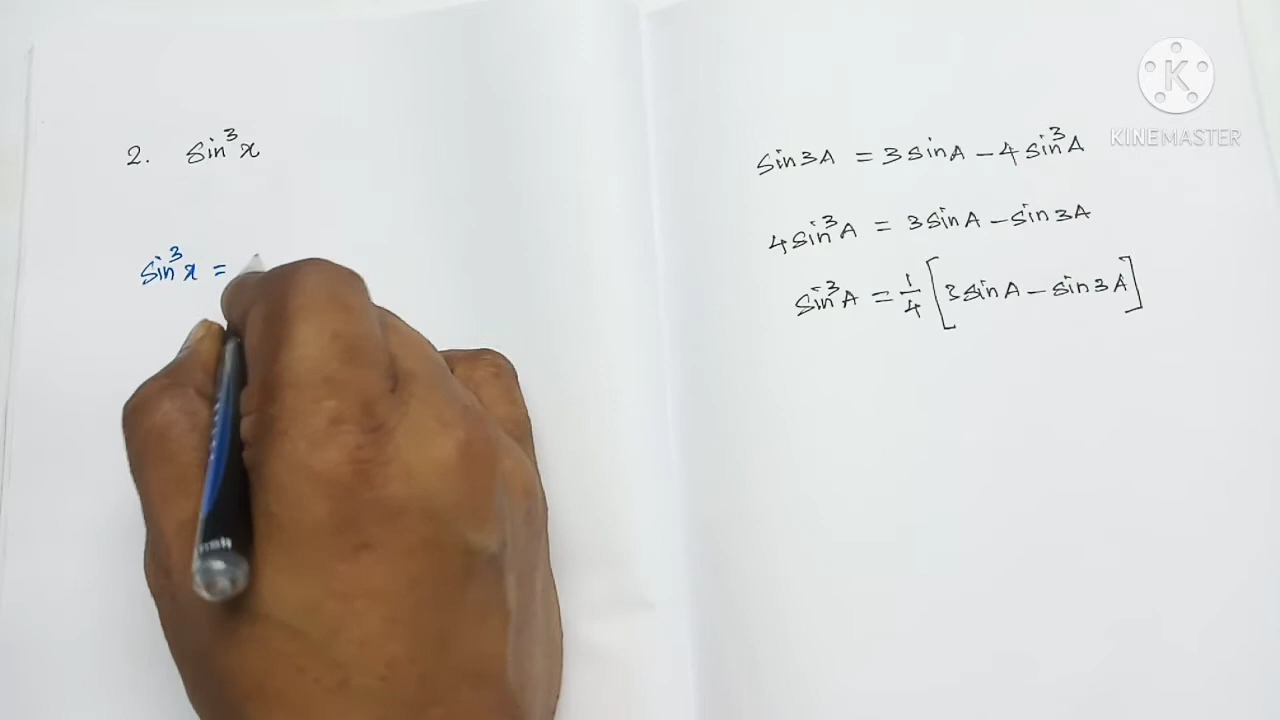 2. sin³x
sin³x =
sin3A = 3sinA - 4sin³A
4sin³A = 3sinA - sin3A
sin³A = 1/4 [3sinA - sin3A]
K
KINEMASTER